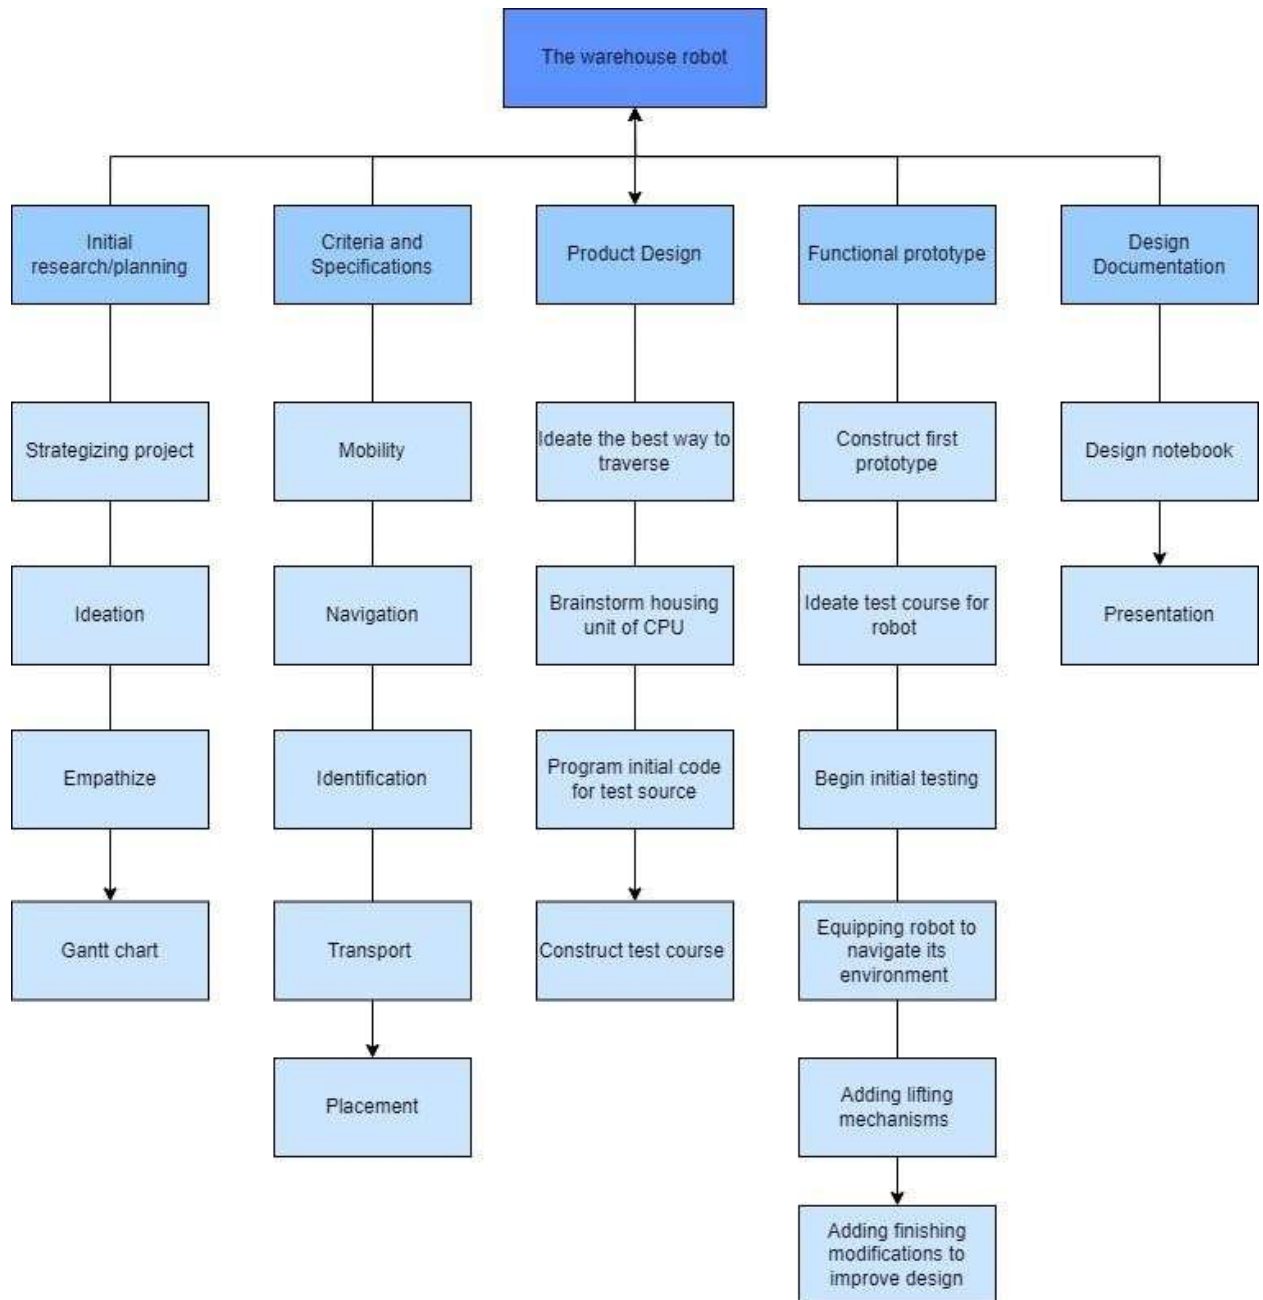 The warehouse robot
Initial
research/planning
Criteria and
Specifications
Product Design
Functional prototype
Design
Documentation
Strategizing project
Mobility
Ideate the best way to
traverse
Construct first
prototype
Design notebook
Ideation
Navigation
Brainstorm housing
unit of CPU
Ideate test course for
robot
Presentation
Empathize
Identification
Program initial code
for test source
Begin initial testing
Gantt chart
Transport
Construct test course
Equipping robot to
navigate its
environment
Placement
Adding lifting
mechanisms
Adding finishing
modifications to
improve design